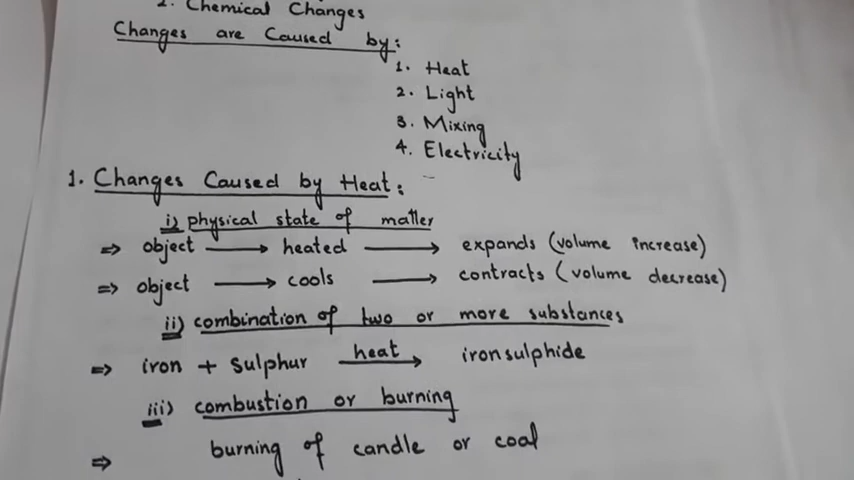 2. Chemical Changes
Changes are Caused by:
1. Heat
2. Light
3. Mixing
4. Electricity
1. Changes Caused by Heat:
i) physical state of matter
⇒ object ⟶ heated ⟶ expands (volume increase)
⇒ object ⟶ cools ⟶ contracts (volume decrease)
ii) combination of two or more substances
⇒ iron + sulphur heat⟶ ironsulphide
iii) combustion or burning
⇒ burning of candle or coal